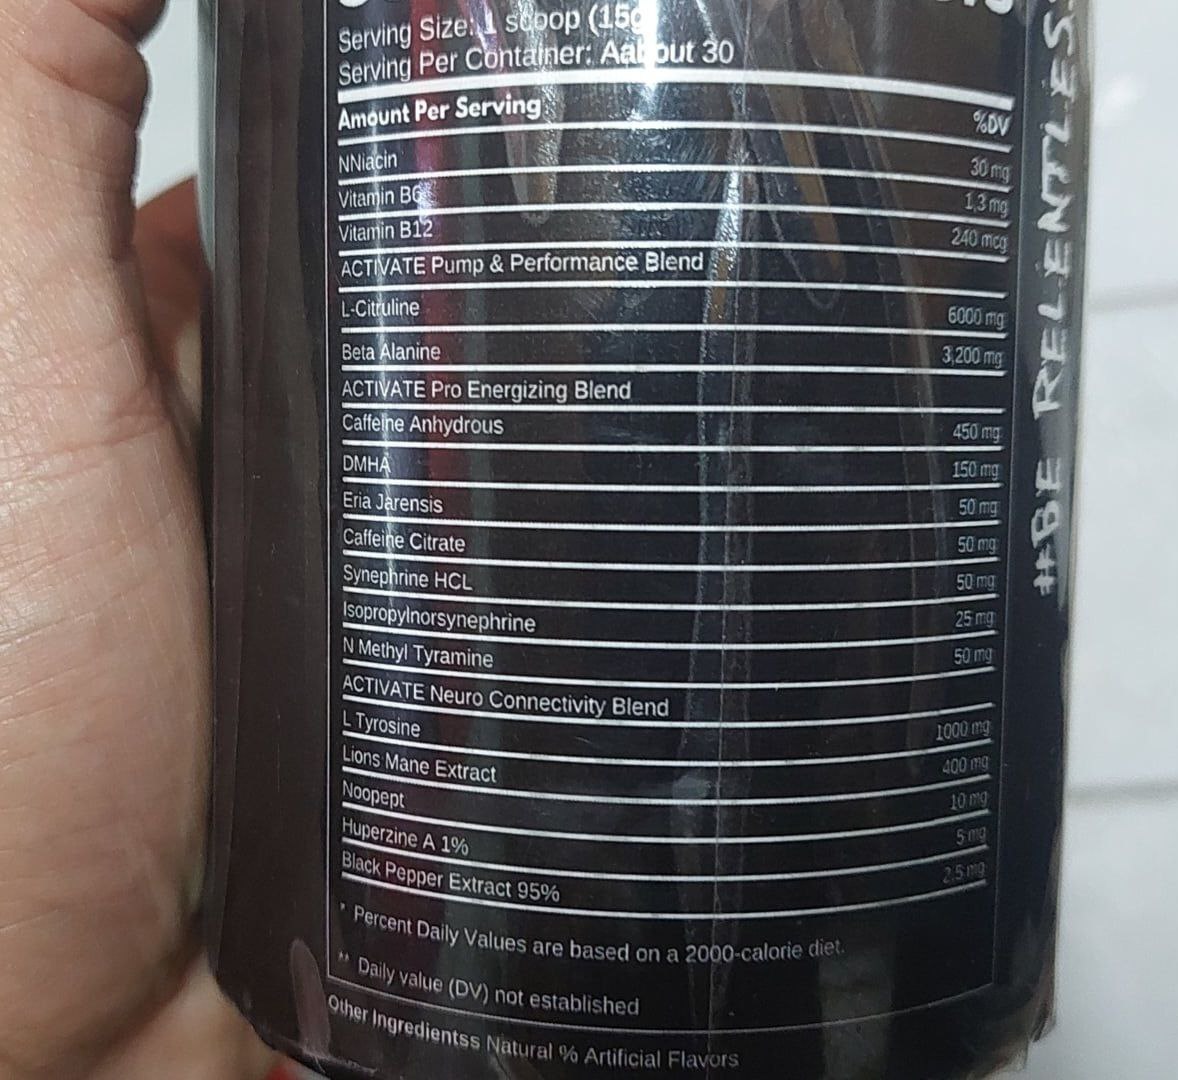 Serving Size: 1 scoop (15g
Serving Per Container: Aabout 30
Amount Per Serving %DV
NNiacin 30 mg
Vitamin B6 1,3 mg
Vitamin B12 240 mcg
ACTIVATE Pump & Performance Blend
L-Citruline 6000 mg
Beta Alanine 3,200 mg
ACTIVATE Pro Energizing Blend
Caffeine Anhydrous 450 mg
DMHA 150 mg
Eria Jarensis 50 mg
Caffeine Citrate 50 mg
Synephrine HCL 50 mg
Isopropylnorsynephrine 25 mg
N Methyl Tyramine 50 mg
ACTIVATE Neuro Connectivity Blend
L Tyrosine 1000 mg
Lions Mane Extract 400 mg
Noopept 10 mg
Huperzine A 1% 5 mg
Black Pepper Extract 95% 2.5 mg
* Percent Daily Values are based on a 2000-calorie diet.
** Daily value (DV) not established
Other Ingredientss Natural % Artificial Flavors
#BE RELENTLESS